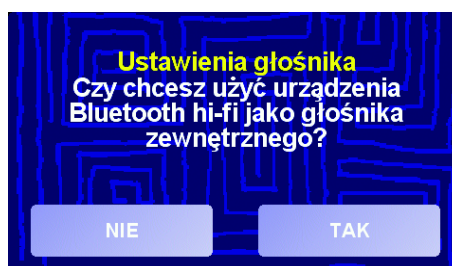 Ustawienia głośnika
Czy chcesz użyć urządzenia
Bluetooth hi-fi jako głośnika
zewnętrznego?
NIE
TAK